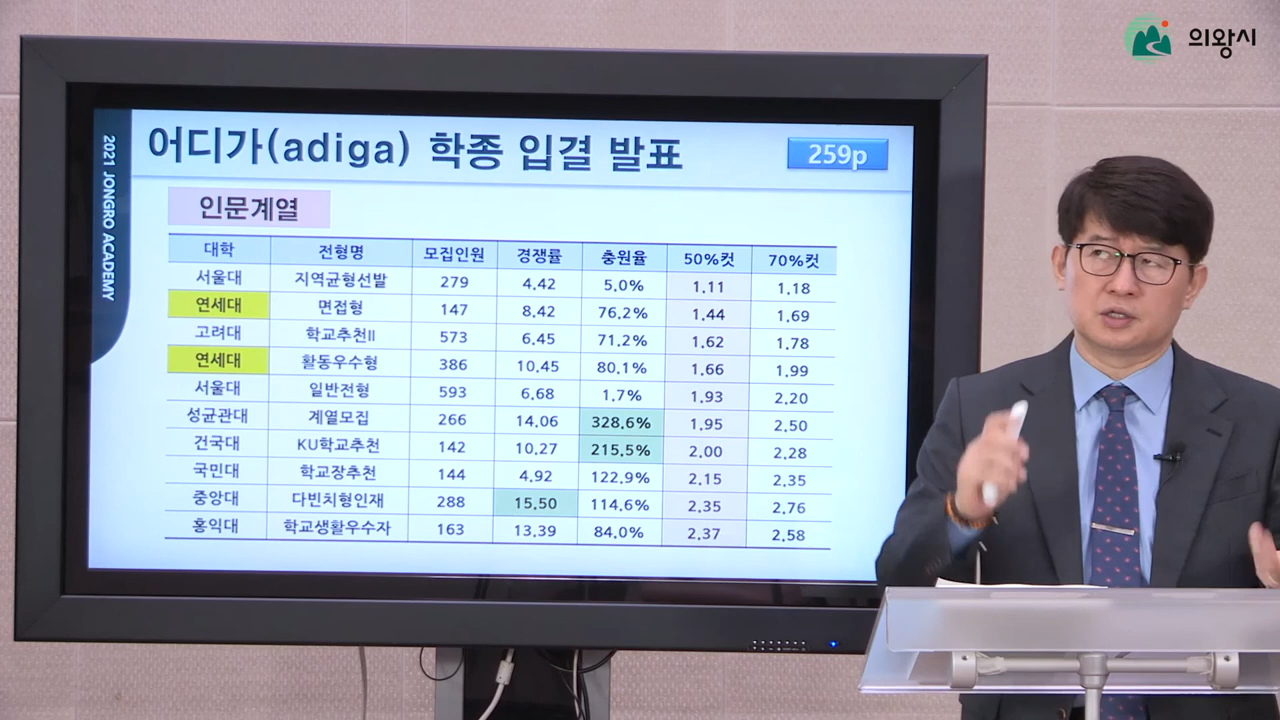 의왕시
2021 JONGRO ACADEMY
어디가(adiga) 학종 입결 발표
259p
인문계열
대학 전형명 모집인원 경쟁률 충원율 50%컷 70%컷
서울대 지역균형선발 279 4.42 5.0% 1.11 1.18
연세대 면접형 147 8.42 76.2% 1.44 1.69
고려대 학교추천II 573 6.45 71.2% 1.62 1.78
연세대 활동우수형 386 10.45 80.1% 1.66 1.99
서울대 일반전형 593 6.68 1.7% 1.93 2.20
성균관대 계열모집 266 14.06 328.6% 1.95 2.50
건국대 KU학교추천 142 10.27 215.5% 2.00 2.28
국민대 학교장추천 144 4.92 122.9% 2.15 2.35
중앙대 다빈치형인재 288 15.50 114.6% 2.35 2.76
홍익대 학교생활우수자 163 13.39 84.0% 2.37 2.58